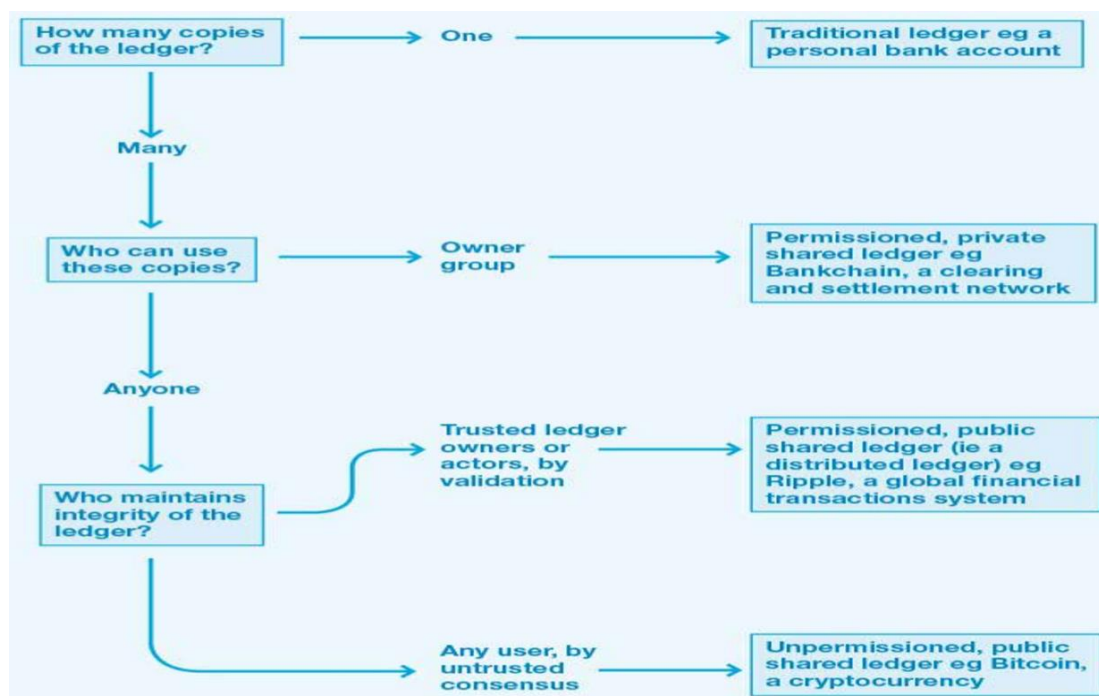 How many copies
of the ledger?
One
Traditional ledger eg a
personal bank account
Many
Who can use
these copies?
Owner
group
Permissioned, private
shared ledger eg
Bankchain, a clearing
and settlement network
Anyone
Who maintains
integrity of the
ledger?
Trusted ledger
owners or
actors, by
validation
Permissioned, public
shared ledger (ie a
distributed ledger) eg
Ripple, a global financial
transactions system
Any user, by
untrusted
consensus
Unpermissioned, public
shared ledger eg Bitcoin,
a cryptocurrency